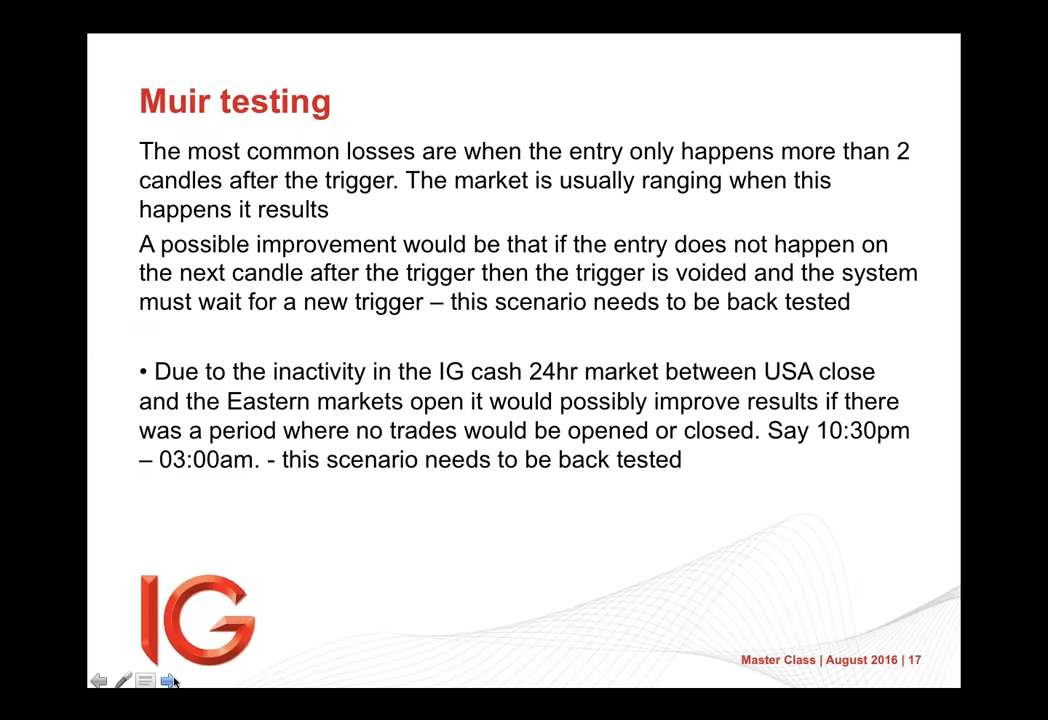 Muir testing
The most common losses are when the entry only happens more than 2
candles after the trigger. The market is usually ranging when this
happens it results
A possible improvement would be that if the entry does not happen on
the next candle after the trigger then the trigger is voided and the system
must wait for a new trigger – this scenario needs to be back tested
• Due to the inactivity in the IG cash 24hr market between USA close
and the Eastern markets open it would possibly improve results if there
was a period where no trades would be opened or closed. Say 10:30pm
– 03:00am. - this scenario needs to be back tested
IG
Master Class | August 2016 | 17